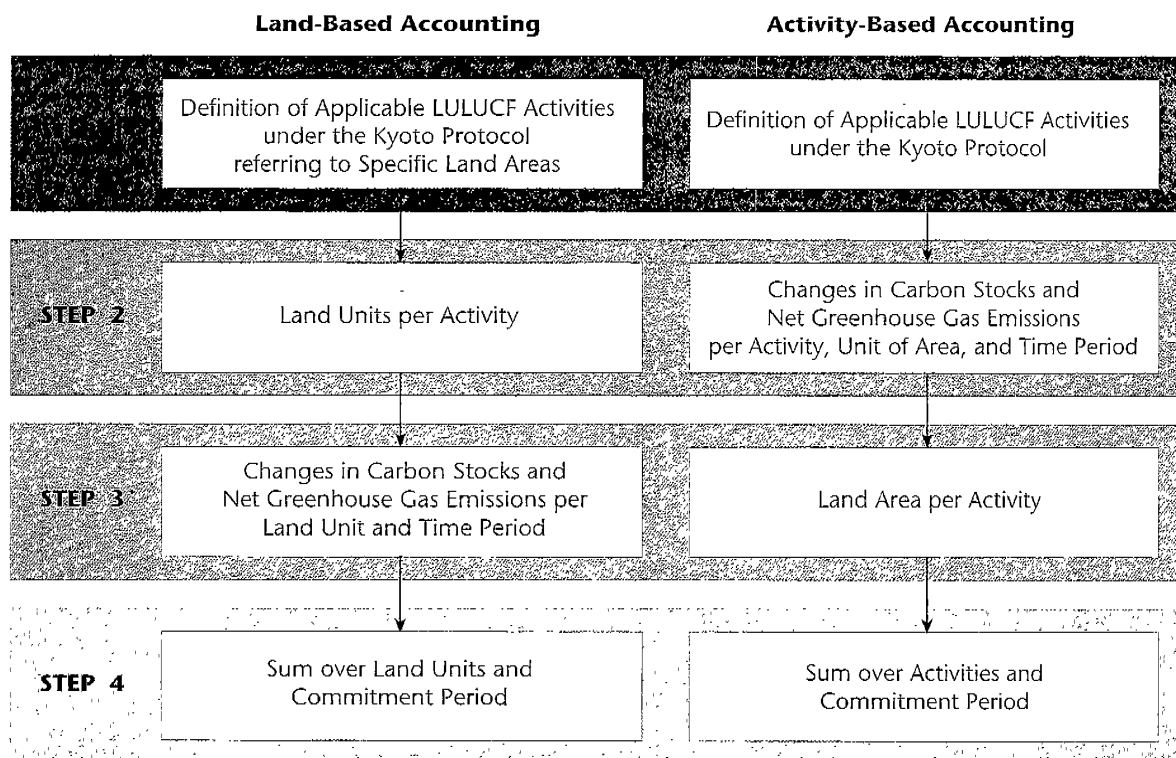 Land-Based Accounting
Activity-Based Accounting
Definition of Applicable LULUCF Activities
under the Kyoto Protocol
referring to Specific Land Areas
Definition of Applicable LULUCF Activities
under the Kyoto Protocol
STEP 2
Land Units per Activity
Changes in Carbon Stocks and
Net Greenhouse Gas Emissions
per Activity, Unit of Area, and Time Period
STEP 3
Changes in Carbon Stocks and
Net Greenhouse Gas Emissions per
Land Unit and Time Period
Land Area per Activity
STEP 4
Sum over Land Units and
Commitment Period
Sum over Activities and
Commitment Period